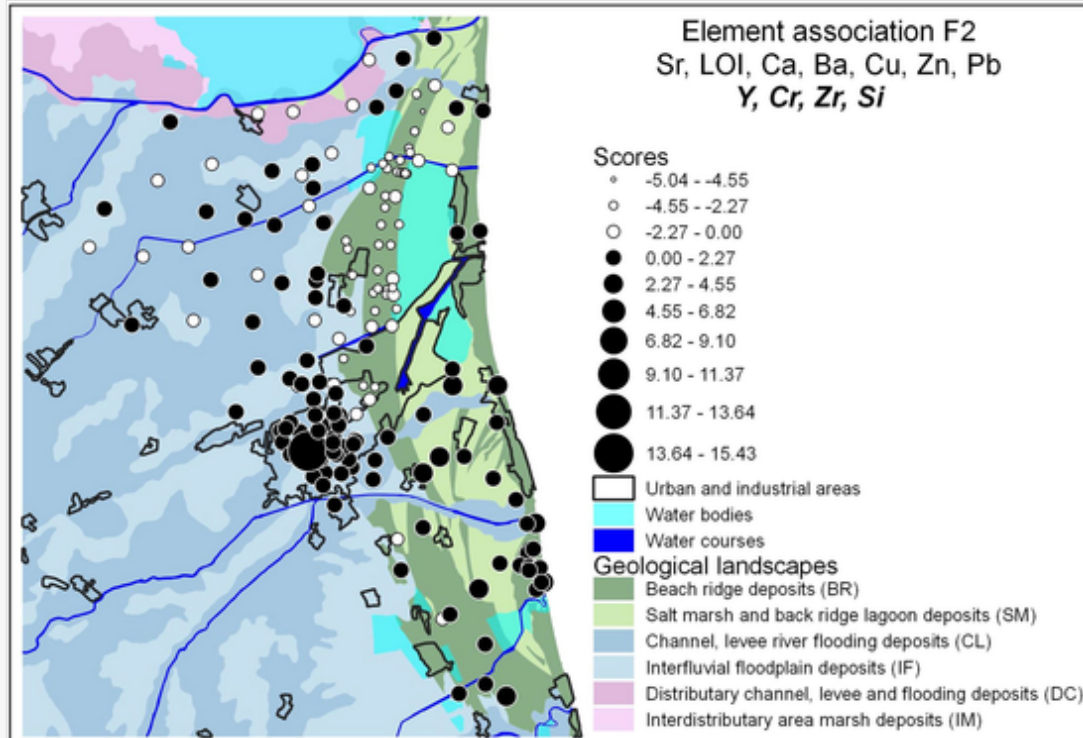 Element association F2
Sr, LOI, Ca, Ba, Cu, Zn, Pb
Y, Cr, Zr, Si
Scores
-5.04 - -4.55
-4.55 - -2.27
-2.27 - 0.00
0.00 - 2.27
2.27 - 4.55
4.55 - 6.82
6.82 - 9.10
9.10 - 11.37
11.37 - 13.64
13.64 - 15.43
Urban and industrial areas
Water bodies
Water courses
Geological landscapes
Beach ridge deposits (BR)
Salt marsh and back ridge lagoon deposits (SM)
Channel, levee river flooding deposits (CL)
Interfluvial floodplain deposits (IF)
Distributary channel, levee and flooding deposits (DC)
Interdistributary area marsh deposits (IM)